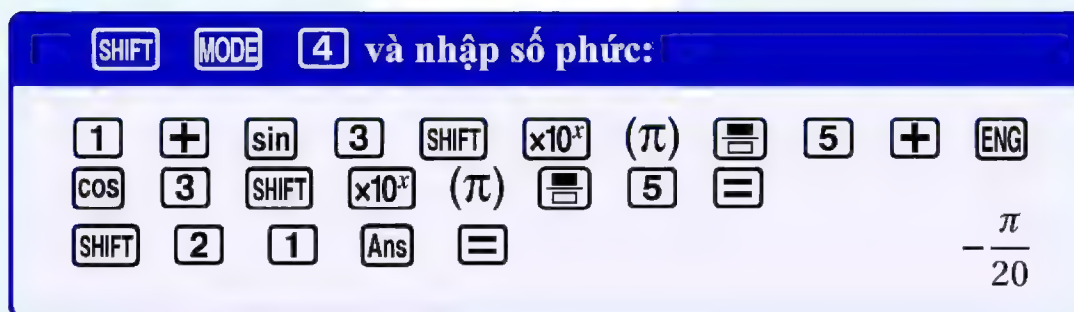 SHIFT MODE 4 và nhập số phức:
1 + sin 3 SHIFT ×10ˣ (π) 5 + ENG
cos 3 SHIFT ×10ˣ (π) 5 =
SHIFT 2 1 Ans =
−π/20